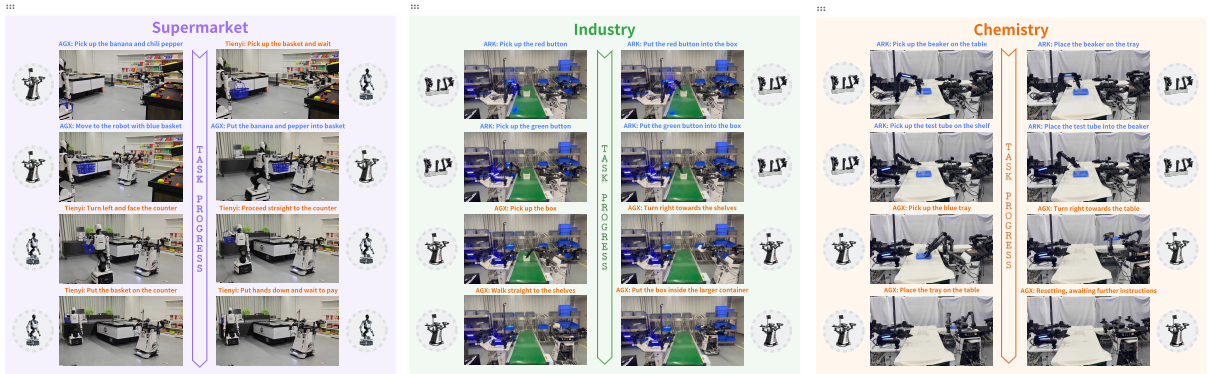 Supermarket
AGX: Pick up the banana and chili pepper
Tienyi: Pick up the basket and wait
AGX: Move to the robot with blue basket
AGX: Put the banana and pepper into basket
Tienyi: Turn left and face the counter
Tienyi: Proceed straight to the counter
Tienyi: Put the basket on the counter
Tienyi: Put hands down and wait to pay
TASK PROGRESS
Industry
ARK: Pick up the red button
ARK: Put the red button into the box
ARK: Pick up the green button
ARK: Put the green button into the box
AGX: Pick up the box
AGX: Turn right towards the shelves
AGX: Walk straight to the shelves
AGX: Put the box inside the larger container
TASK PROGRESS
Chemistry
ARK: Pick up the beaker on the table
ARK: Place the beaker on the tray
ARK: Pick up the test tube on the shelf
ARK: Place the test tube into the beaker
AGX: Pick up the blue tray
AGX: Turn right towards the table
AGX: Place the tray on the table
AGX: Resetting, awaiting further instructions
TASK PROGRESS